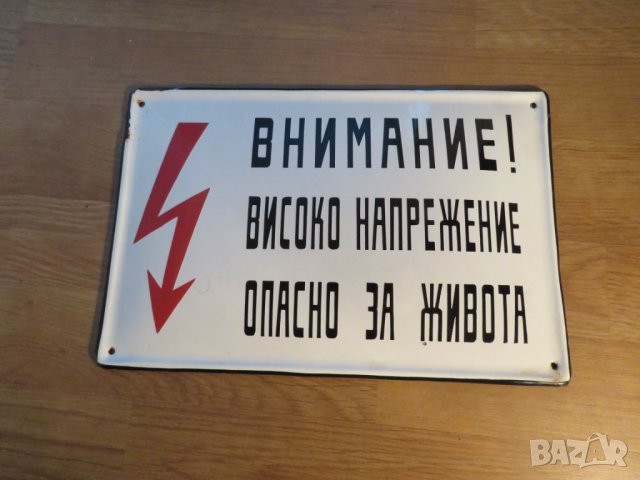 ВНИМАНИЕ!
ВИСОКО НАПРЕЖЕНИЕ
ОПАСНО ЗА ЖИВОТА
BAZAR